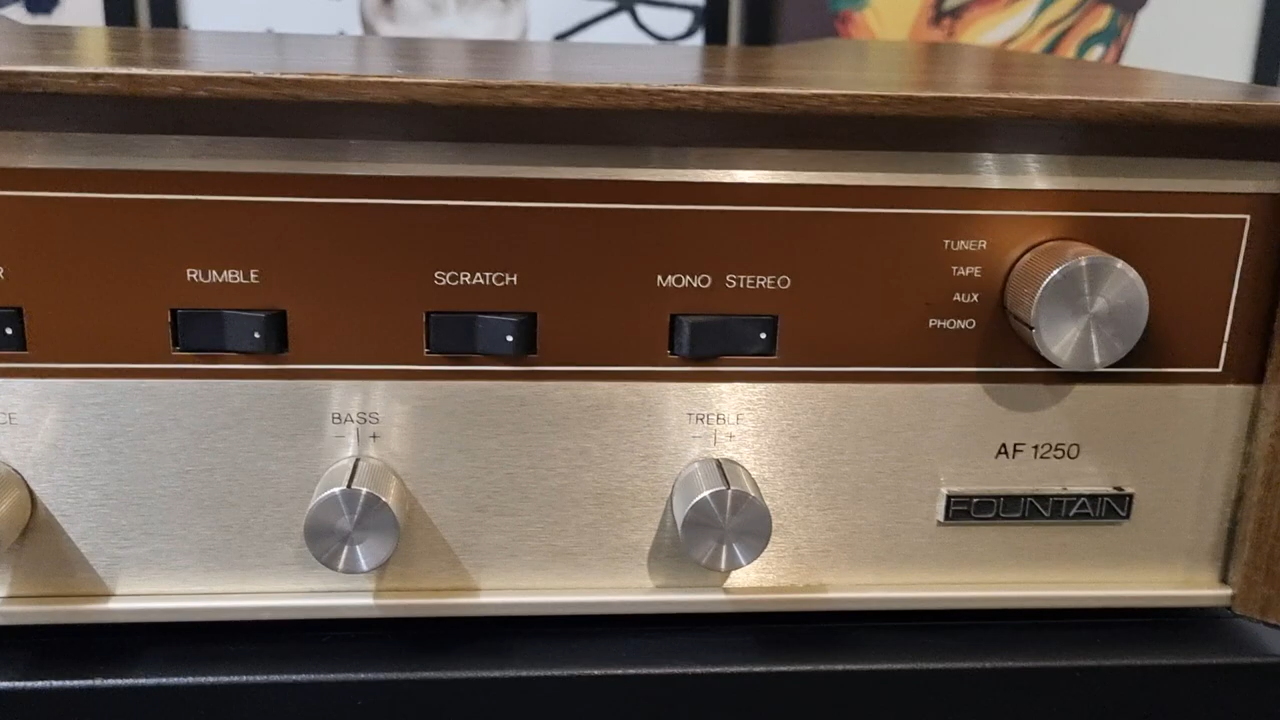 RUMBLE
SCRATCH
MONO STEREO
TUNER
TAPE
AUX
PHONO
BASS
- | +
TREBLE
- | +
AF 1250
FOUNTAIN